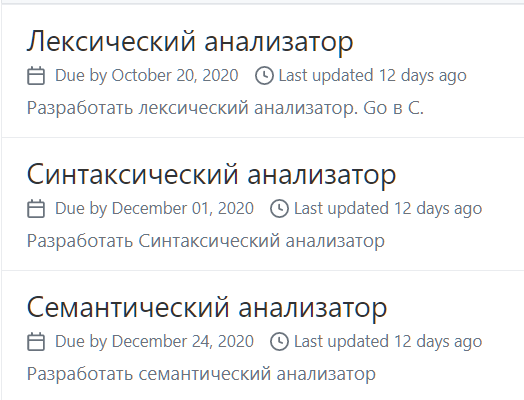 Лексический анализатор
Due by October 20, 2020 Last updated 12 days ago
Разработать лексический анализатор. Go в C.
Синтаксический анализатор
Due by December 01, 2020 Last updated 12 days ago
Разработать Синтаксический анализатор
Семантический анализатор
Due by December 24, 2020 Last updated 12 days ago
Разработать семантический анализатор